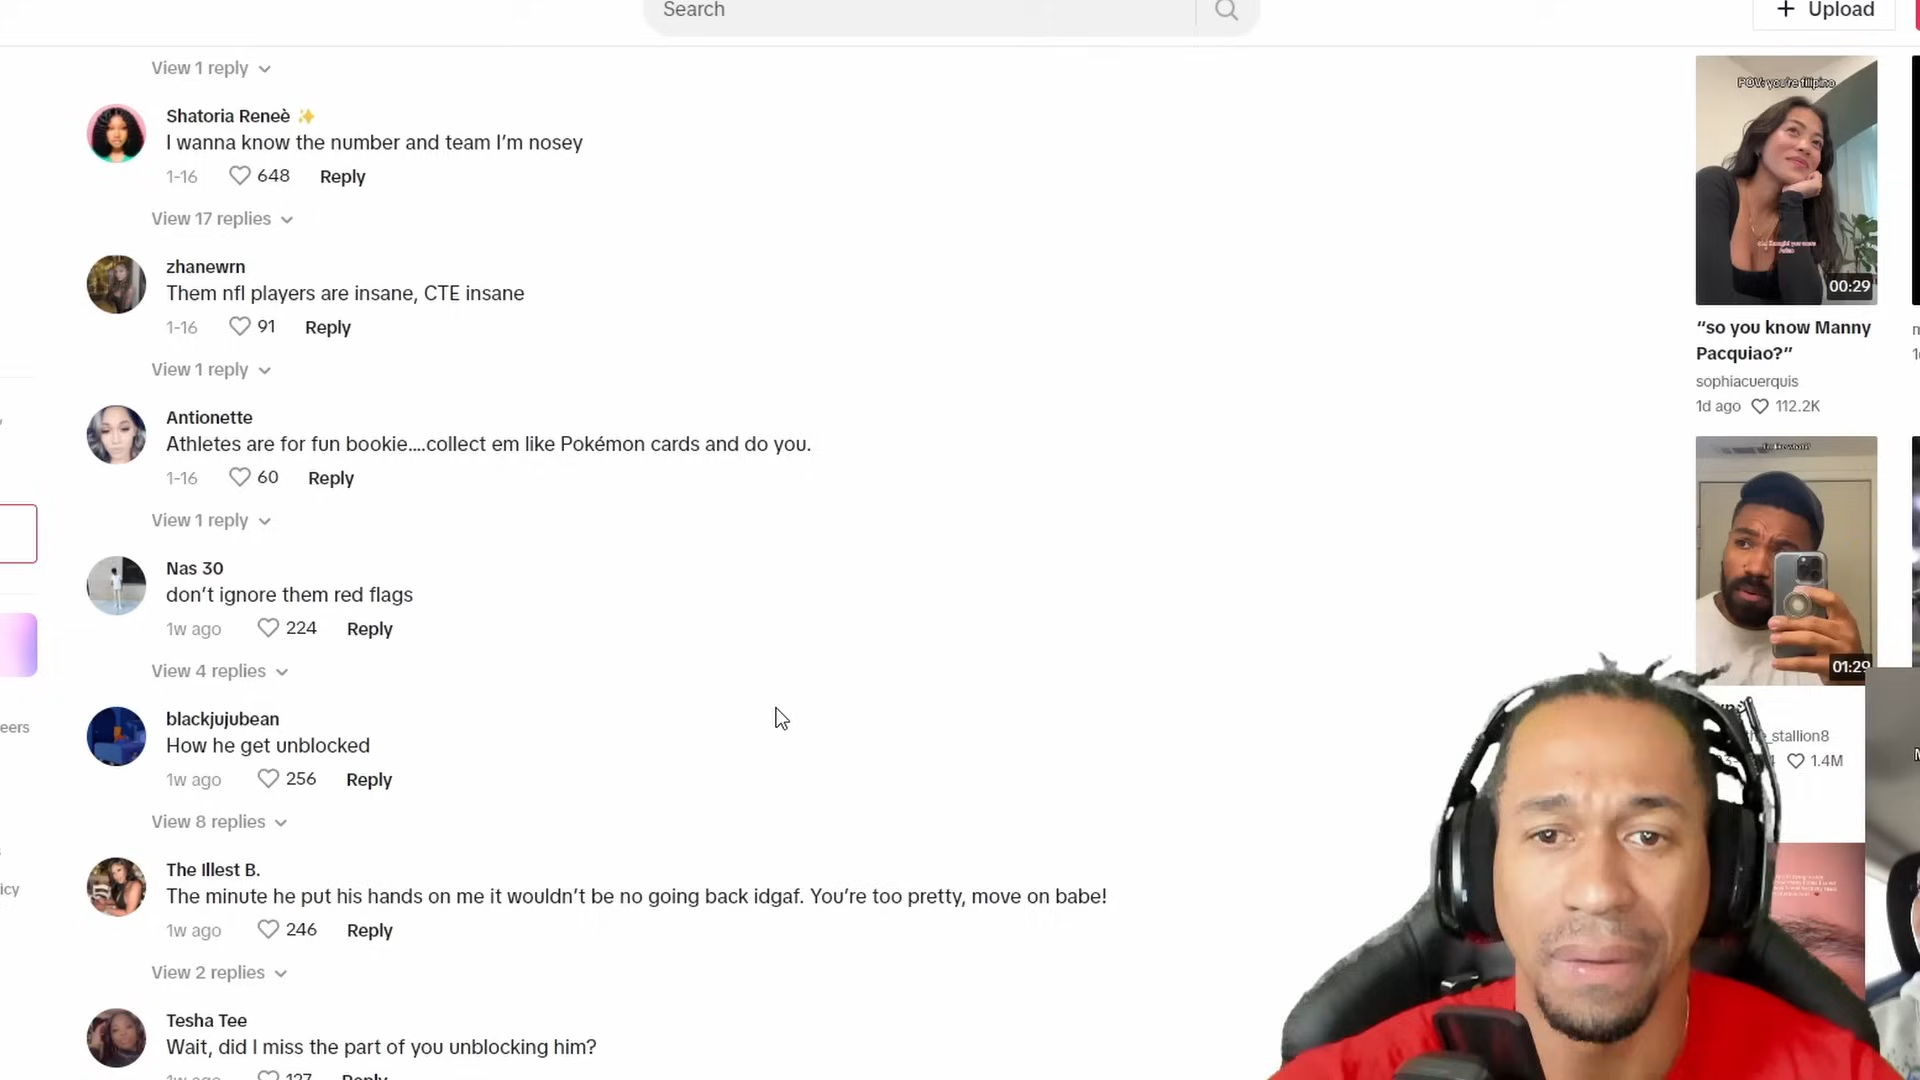 Search
Upload
View 1 reply
Shatoria Reneè ✨
I wanna know the number and team I’m nosey
1-16 648 Reply
View 17 replies
zhanewrn
Them nfl players are insane, CTE insane
1-16 91 Reply
View 1 reply
Antionette
Athletes are for fun bookie....collect em like Pokémon cards and do you.
1-16 60 Reply
View 1 reply
Nas 30
don’t ignore them red flags
1w ago 224 Reply
View 4 replies
blackjujubean
How he get unblocked
1w ago 256 Reply
View 8 replies
The Illest B.
The minute he put his hands on me it wouldn’t be no going back idgaf. You’re too pretty, move on babe!
1w ago 246 Reply
View 2 replies
Tesha Tee
Wait, did I miss the part of you unblocking him?
1w ago 127 Reply
eers
icy
POV: you're filipino
00:29
“so you know Manny
Pacquiao?”
sophiacuerquis
1d ago 112.2K
01:29
_stallion8
1.4M